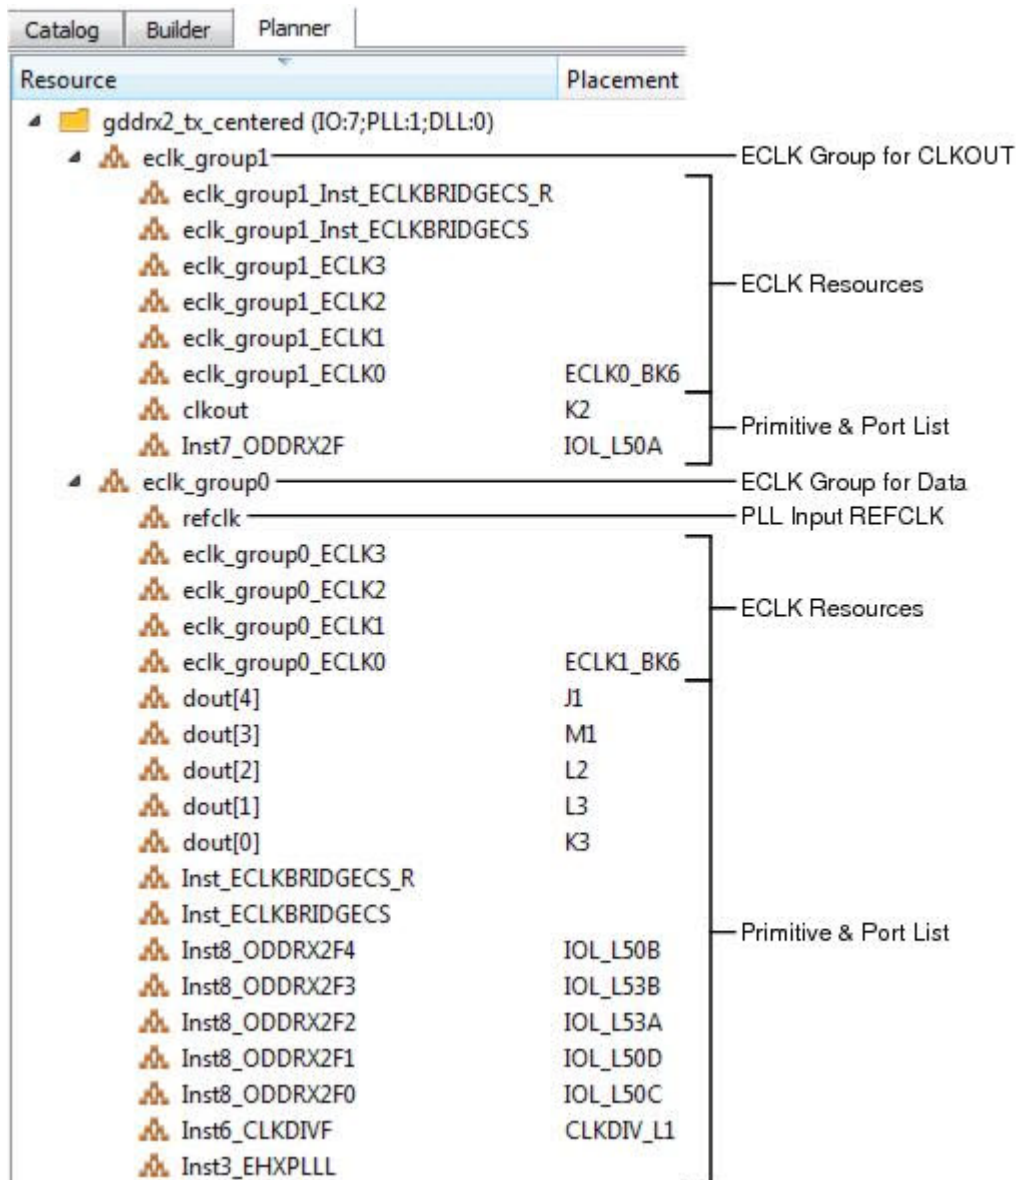 Catalog Builder Planner
Resource Placement
gddrx2_tx_centered (IO:7;PLL:1;DLL:0)
eclk_group1 ECLK Group for CLKOUT
eclk_group1_Inst_ECLKBRIDGECS_R
eclk_group1_Inst_ECLKBRIDGECS
eclk_group1_ECLK3
ECLK Resources
eclk_group1_ECLK2
eclk_group1_ECLK1
eclk_group1_ECLK0 ECLK0_BK6
clkout K2
Primitive & Port List
Inst7_ODDRX2F IOL_L50A
eclk_group0 ECLK Group for Data
refclk PLL Input REFCLK
eclk_group0_ECLK3
eclk_group0_ECLK2
ECLK Resources
eclk_group0_ECLK1
eclk_group0_ECLK0 ECLK1_BK6
dout[4] J1
dout[3] M1
dout[2] L2
dout[1] L3
dout[0] K3
Inst_ECLKBRIDGECS_R
Inst_ECLKBRIDGECS
Primitive & Port List
Inst8_ODDRX2F4 IOL_L50B
Inst8_ODDRX2F3 IOL_L53B
Inst8_ODDRX2F2 IOL_L53A
Inst8_ODDRX2F1 IOL_L50D
Inst8_ODDRX2F0 IOL_L50C
Inst6_CLKDIVF CLKDIV_L1
Inst3_EHXPLLL